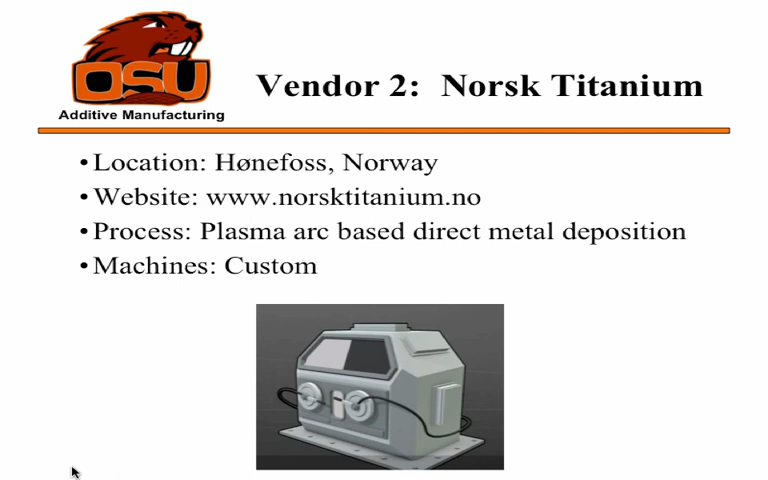 OSU
Additive Manufacturing
Vendor 2: Norsk Titanium
•Location: Hønefoss, Norway
•Website: www.norsktitanium.no
•Process: Plasma arc based direct metal deposition
•Machines: Custom